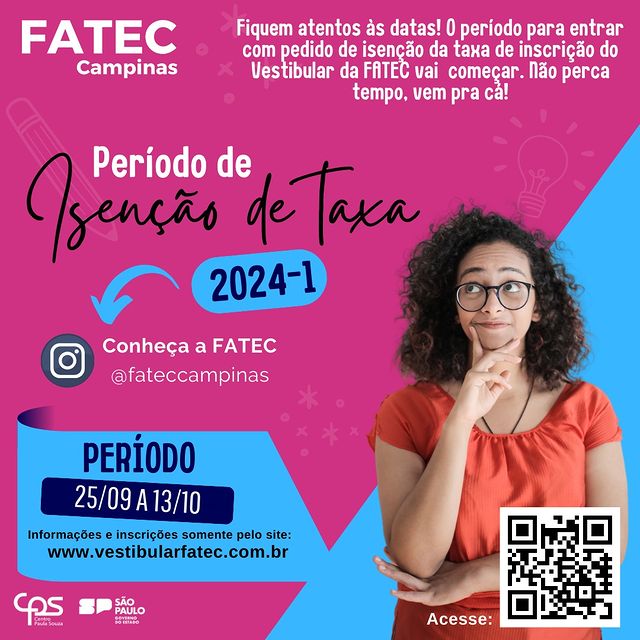 FATEC
Campinas
Fiquem atentos às datas! O período para entrar
com pedido de isenção da taxa de inscrição do
Vestibular da FATEC vai começar. Não perca
tempo, vem pra cá!
Período de
Isenção de Taxa
2024-1
Conheça a FATEC
@fateccampinas
PERÍODO
25/09 A 13/10
Informações e inscrições somente pelo site:
www.vestibularfatec.com.br
CPS
Centro
Paula Souza
SP
SÃO
PAULO
GOVERNO
DO ESTADO
Acesse: